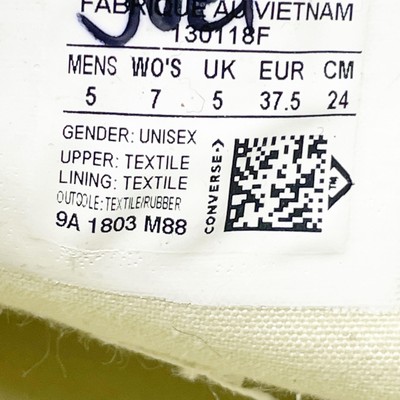 FABRIQUE AU VIETNAM
130118F
MENS WO'S UK EUR CM
5 7 5 37.5 24
GENDER: UNISEX
UPPER: TEXTILE
LINING: TEXTILE
OUTSOLE: TEXTILE/RUBBER
9A 1803 M88
CONVERSE
TM